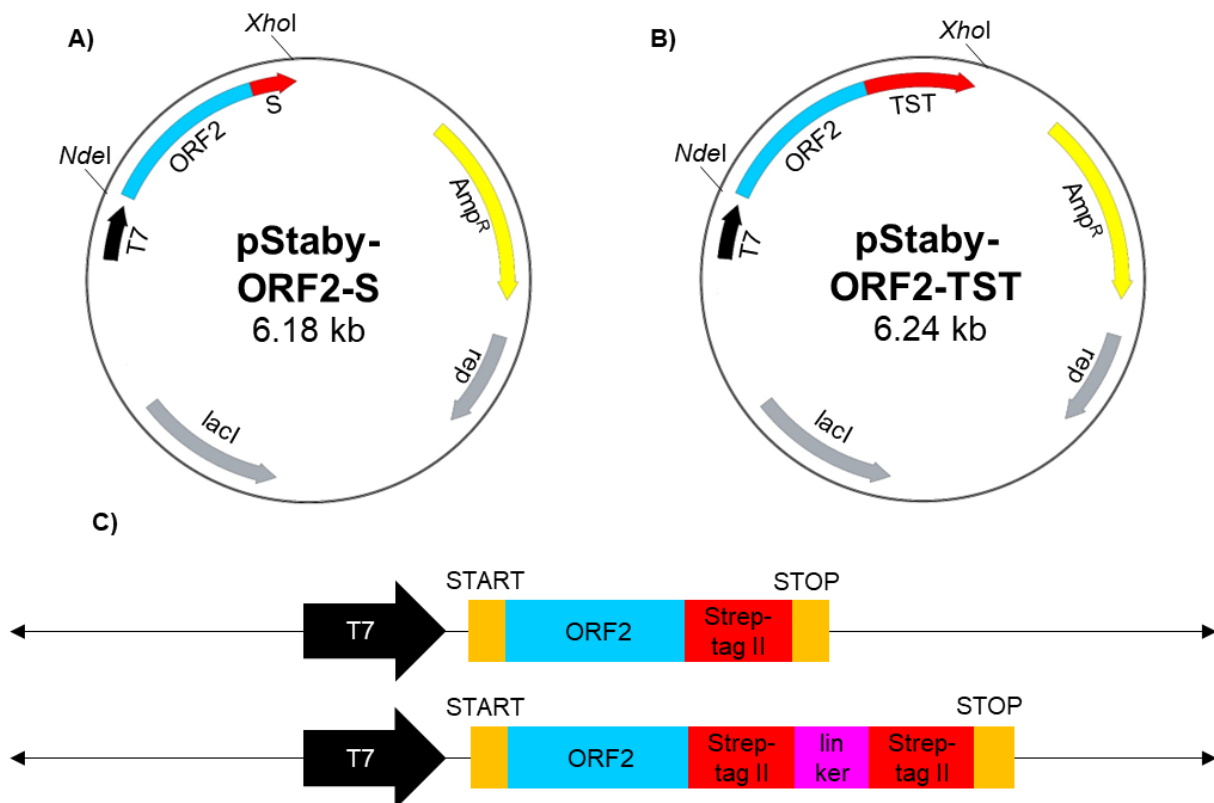 A)
XhoI
S
ORF2
NdeI
T7
AmpR
pStaby-
ORF2-S
6.18 kb
rep
lacI
B)
XhoI
TST
ORF2
NdeI
T7
AmpR
pStaby-
ORF2-TST
6.24 kb
rep
lacI
C)
START
STOP
T7
ORF2
Strep-
tag II
START
STOP
T7
ORF2
Strep-
tag II
lin
ker
Strep-
tag II